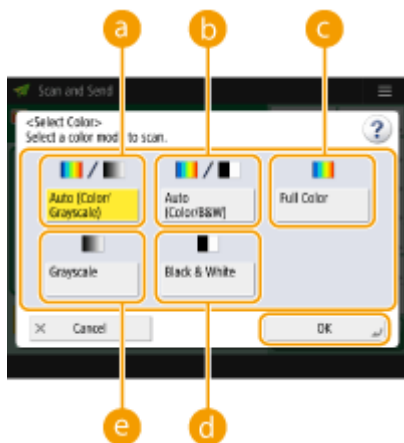 a
b
c
Scan and Send
<Select Color>
Select a color mode to scan.
?
Auto (Color/
Grayscale)
Auto
(Color/B&W)
Full Color
Grayscale
Black & White
Cancel
OK
e
d